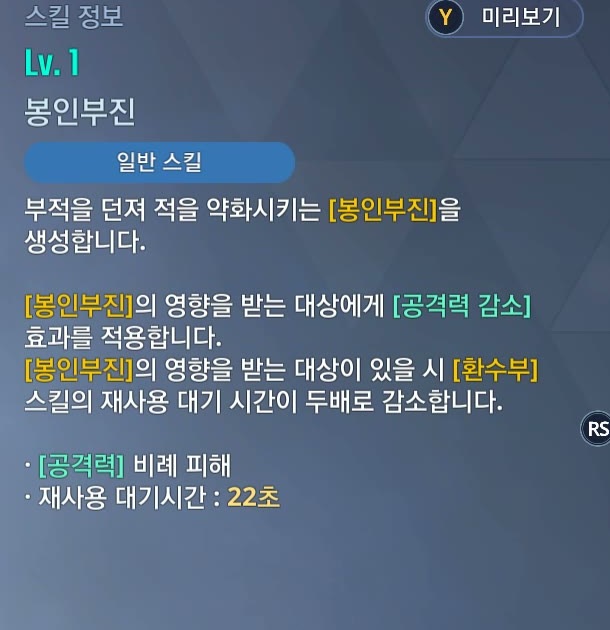 스킬 정보
Y 미리보기
Lv. 1
봉인부진
일반 스킬
부적을 던져 적을 약화시키는 [봉인부진]을
생성합니다.
[봉인부진]의 영향을 받는 대상에게 [공격력 감소]
효과를 적용합니다.
[봉인부진]의 영향을 받는 대상이 있을 시 [환수부]
스킬의 재사용 대기 시간이 두배로 감소합니다.
RS
· [공격력] 비례 피해
· 재사용 대기시간 : 22초